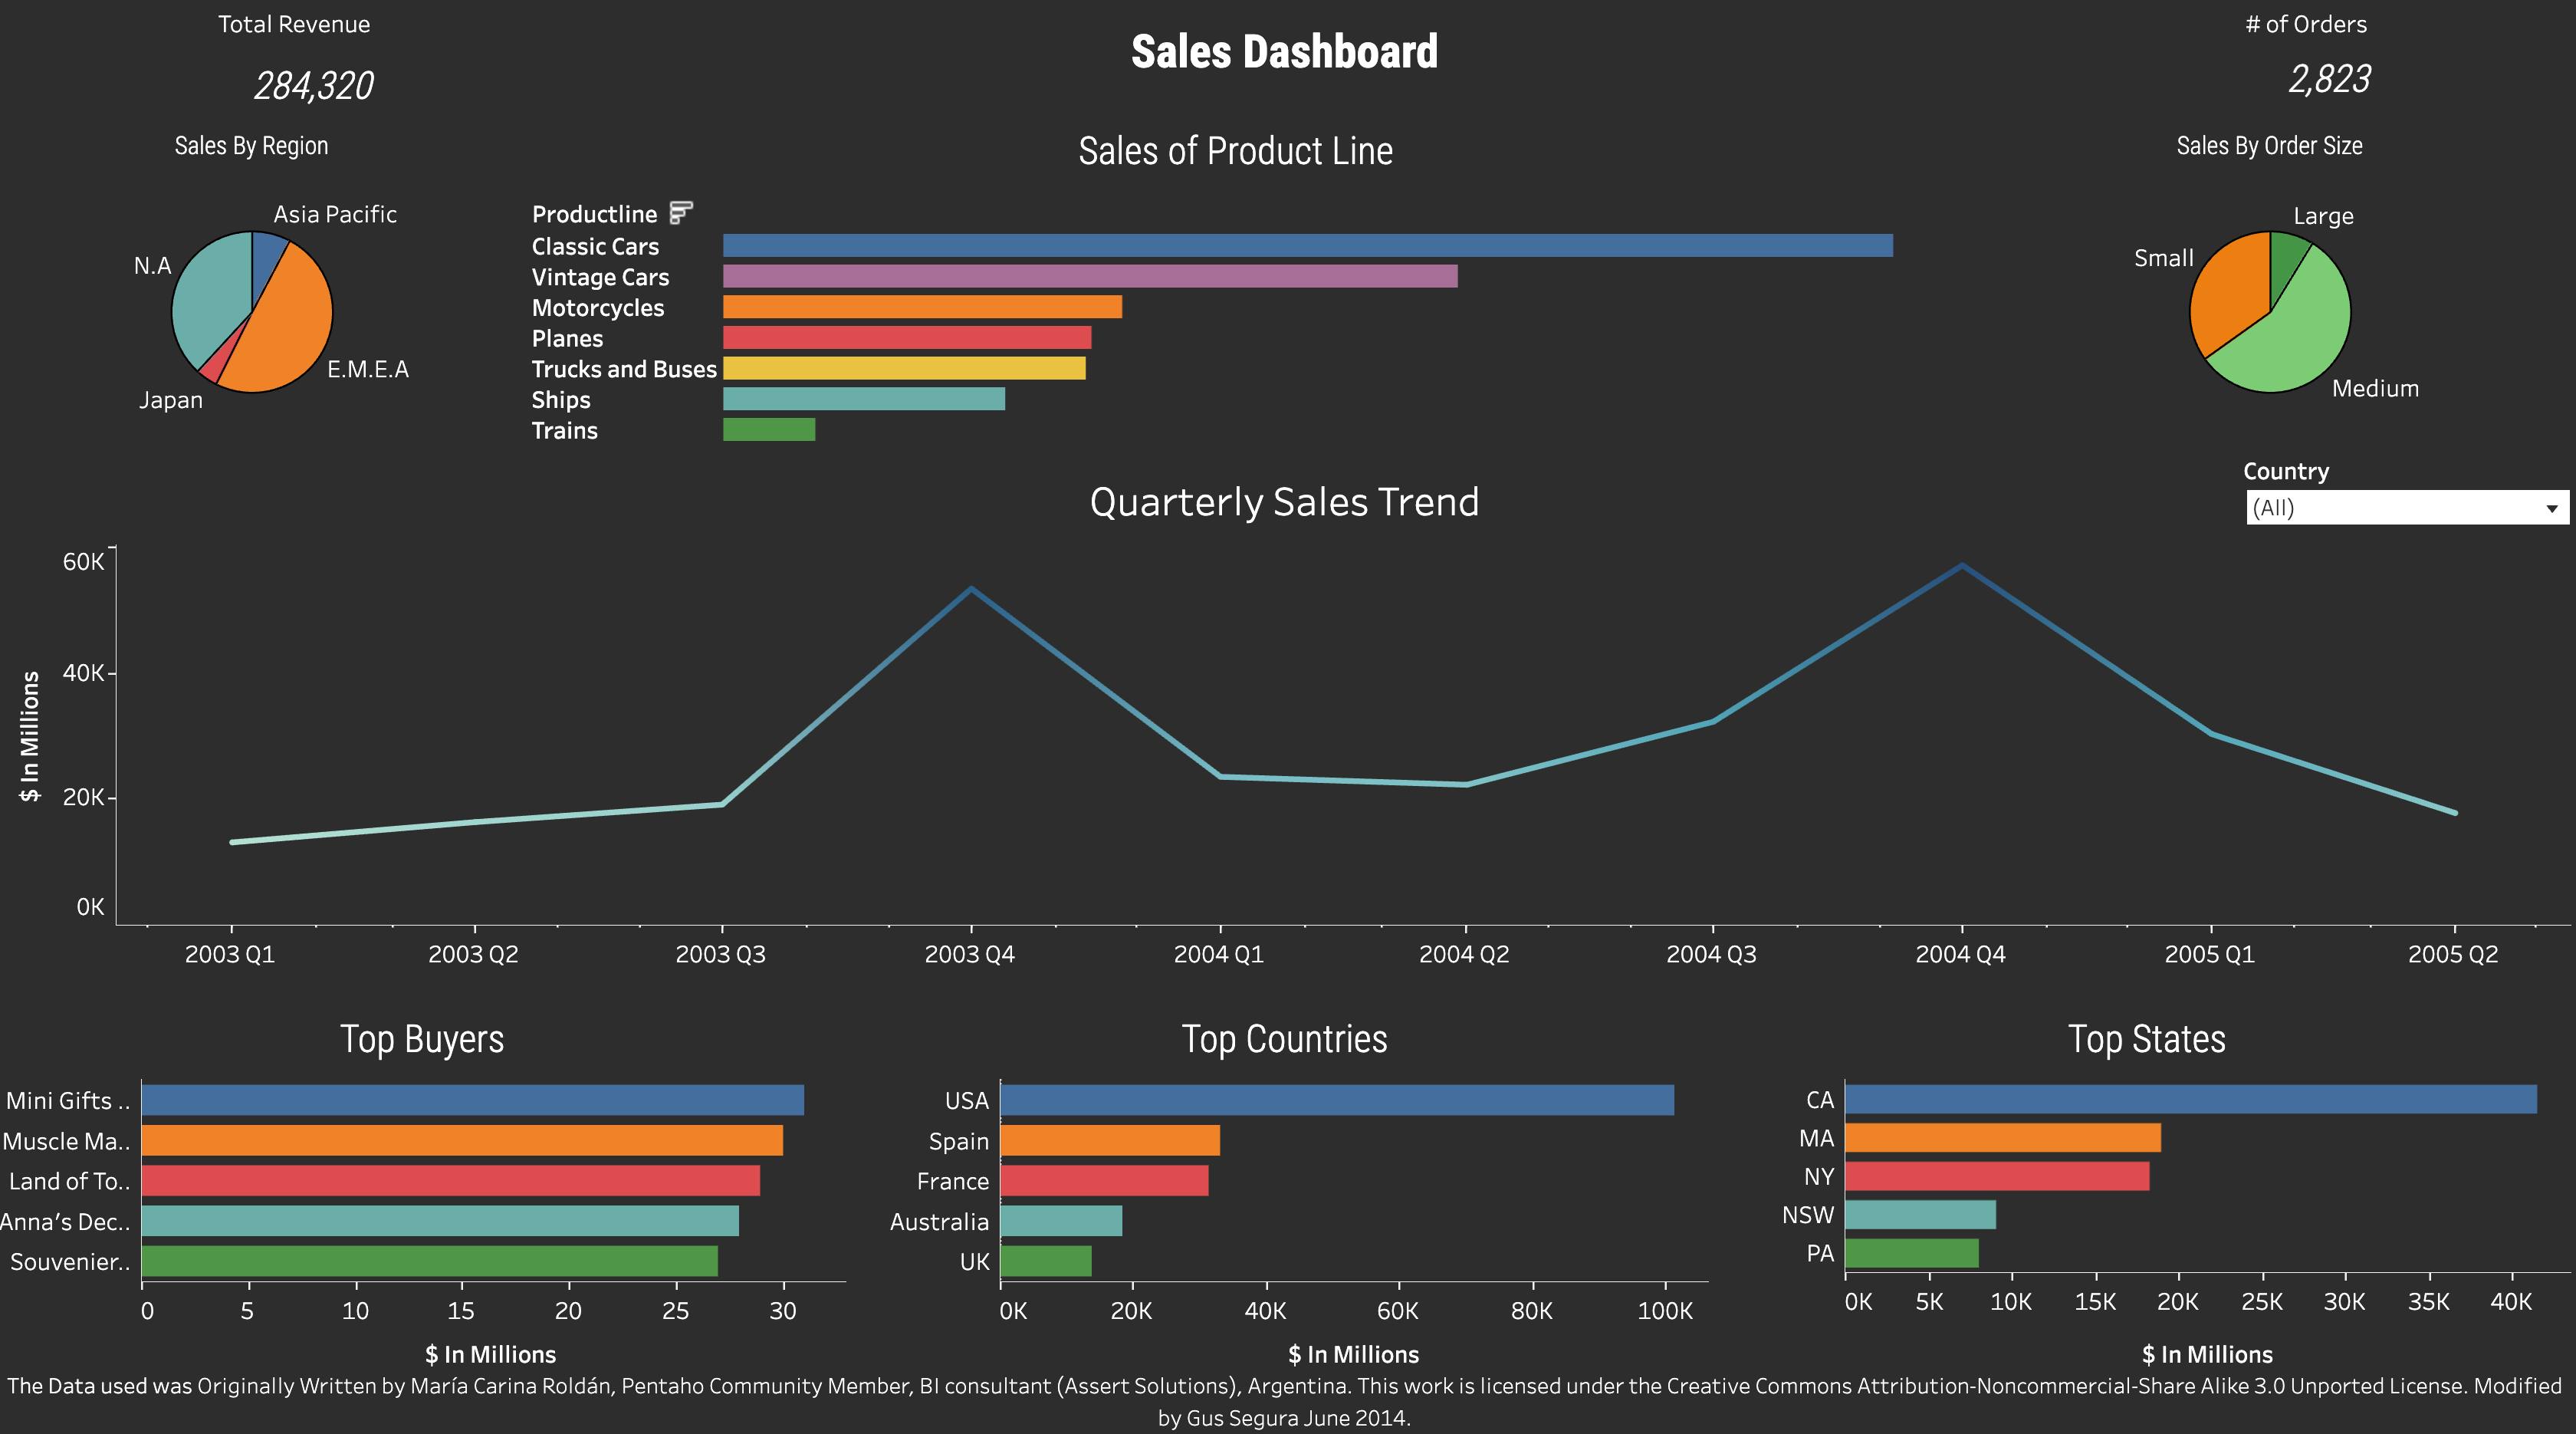 Total Revenue
284,320
Sales Dashboard
# of Orders
2,823
Sales By Region
Asia Pacific
N.A
E.M.E.A
Japan
Sales of Product Line
Productline
Classic Cars
Vintage Cars
Motorcycles
Planes
Trucks and Buses
Ships
Trains
Sales By Order Size
Large
Small
Medium
Country
(All)
Quarterly Sales Trend
$ In Millions
60K
40K
20K
0K
2003 Q1 2003 Q2 2003 Q3 2003 Q4 2004 Q1 2004 Q2 2004 Q3 2004 Q4 2005 Q1 2005 Q2
Top Buyers
Mini Gifts ..
Muscle Ma..
Land of To..
Anna's Dec..
Souvenier..
0 5 10 15 20 25 30
$ In Millions
Top Countries
USA
Spain
France
Australia
UK
0K 20K 40K 60K 80K 100K
$ In Millions
Top States
CA
MA
NY
NSW
PA
0K 5K 10K 15K 20K 25K 30K 35K 40K
$ In Millions
The Data used was Originally Written by María Carina Roldán, Pentaho Community Member, BI consultant (Assert Solutions), Argentina. This work is licensed under the Creative Commons Attribution-Noncommercial-Share Alike 3.0 Unported License. Modified
by Gus Segura June 2014.